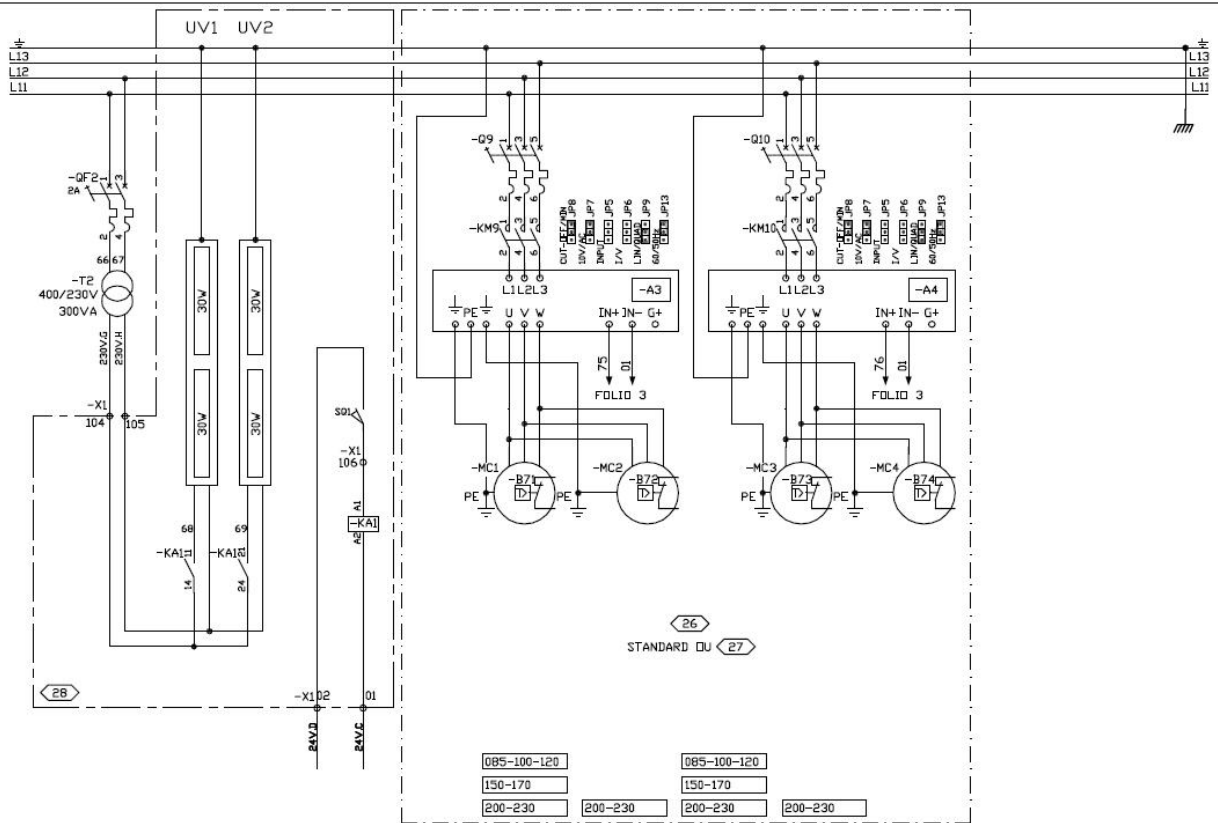 UV1 UV2
L13 L13
L12 L12
L11 L11
-QF2
2A
1 3
2 4
66 67
-T2
400/230V
300VA
230V.G
230V.H
-X1
104 105
30W 30W
30W 30W
68 69
-KA1 11 -KA1 21
14 24
SQ1
-X1
106
A1
-KA1
A2
28
-X1 02 01
24V.D
24V.C
-Q9
1 3 5
2 4 6
-KM9
1 3 5
2 4 6
CUT-OFF/MIN JP8
10V/AC JP7
INPUT JP5
I/V JP6
LIN/QUAD JP9
60/50Hz JP13
L1 L2 L3
-A3
PE U V W IN+ IN- G+
75 01
FOLIO 3
-MC1 -MC2
-B71 -B72
PE PE
-Q10
1 3 5
2 4 6
-KM10
1 3 5
2 4 6
CUT-OFF/MIN JP8
10V/AC JP7
INPUT JP5
I/V JP6
LIN/QUAD JP9
60/50Hz JP13
L1 L2 L3
-A4
PE U V W IN+ IN- G+
76 01
FOLIO 3
-MC3 -MC4
-B73 -B74
PE PE
26
STANDARD OU 27
085-100-120 085-100-120
150-170 150-170
200-230 200-230 200-230 200-230